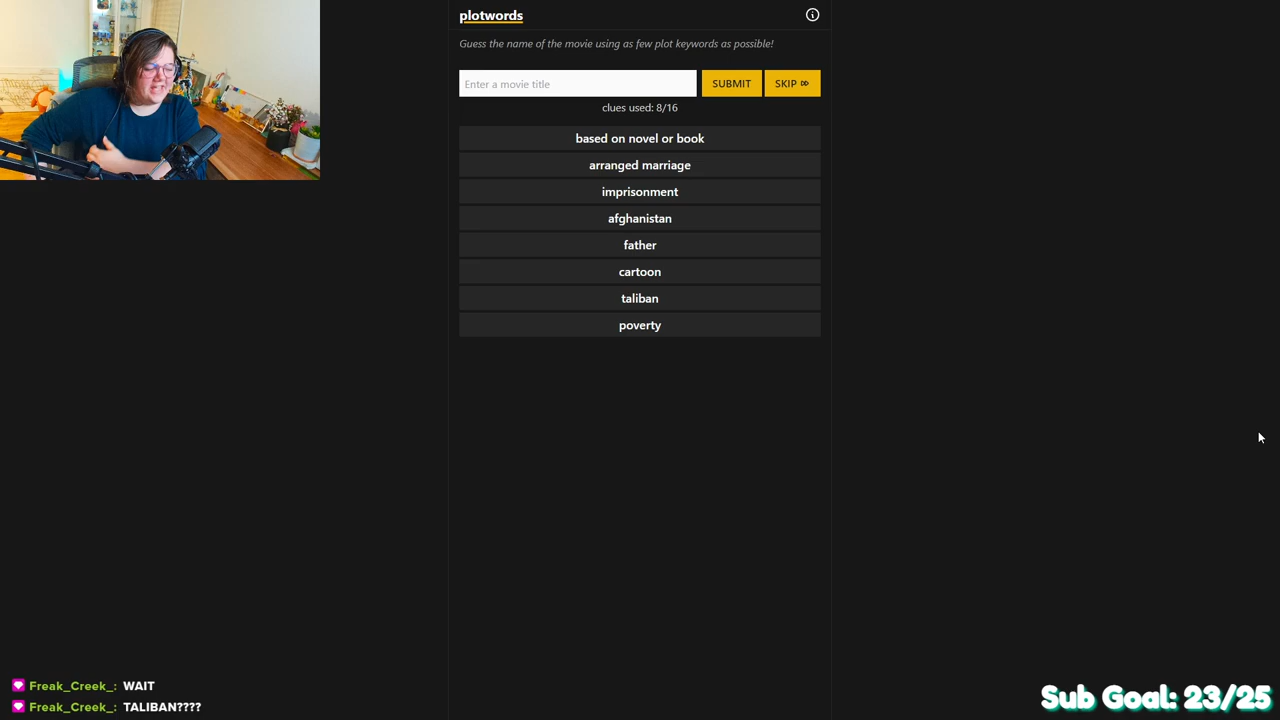 plotwords
Guess the name of the movie using as few plot keywords as possible!
Enter a movie title
SUBMIT
SKIP
clues used: 8/16
based on novel or book
arranged marriage
imprisonment
afghanistan
father
cartoon
taliban
poverty
Freak_Creek_: WAIT
Freak_Creek_: TALIBAN????
Sub Goal: 23/25